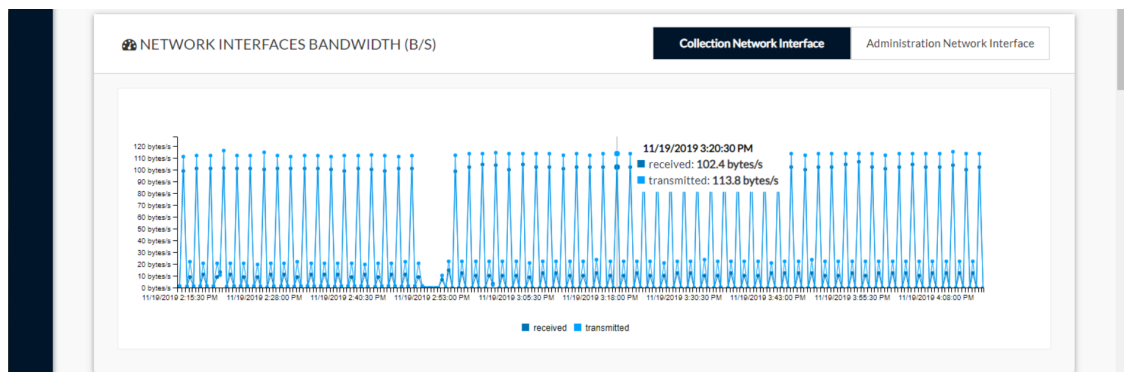 NETWORK INTERFACES BANDWIDTH (B/S)
Collection Network Interface
Administration Network Interface
120 bytes/s
110 bytes/s
100 bytes/s
90 bytes/s
80 bytes/s
70 bytes/s
60 bytes/s
50 bytes/s
40 bytes/s
30 bytes/s
20 bytes/s
10 bytes/s
0 bytes/s
11/19/2019 3:20:30 PM
received: 102.4 bytes/s
transmitted: 113.8 bytes/s
11/19/2019 2:15:30 PM 11/19/2019 2:28:00 PM 11/19/2019 2:40:30 PM 11/19/2019 2:53:00 PM 11/19/2019 3:05:30 PM 11/19/2019 3:18:00 PM 11/19/2019 3:30:30 PM 11/19/2019 3:43:00 PM 11/19/2019 3:55:30 PM 11/19/2019 4:08:00 PM
received transmitted